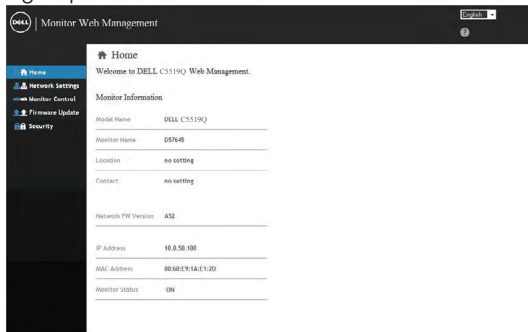 DELL
Monitor Web Management
English
Home
Network Settings
Monitor Control
Firmware Update
Security
Home
Welcome to DELL C5519Q Web Management.
Monitor Information
Model Name DELL C5519Q
Monitor Name D57645
Location no setting
Contact no setting
Network FW Version A52
IP Address 10.0.50.100
MAC Address 00:60:E9:1A:E1:2D
Monitor Status ON